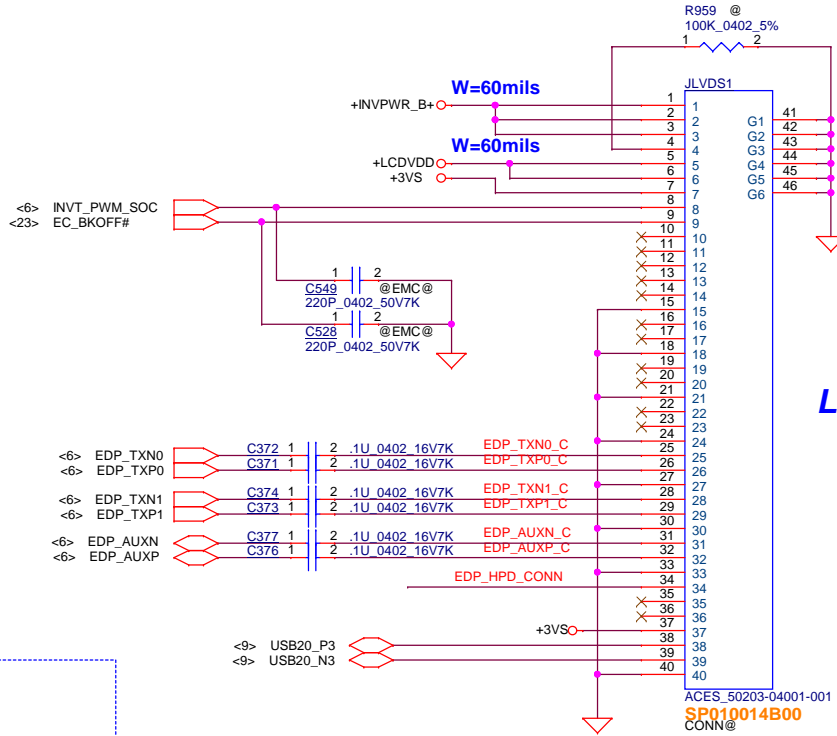 R959 @
100K_0402_5%
1 2
JLVDS1
W=60mils
+INVPWR_B+
W=60mils
+LCDVDD
+3VS
<6> INVT_PWM_SOC
<23> EC_BKOFF#
1 2
C549 @EMC@
220P_0402_50V7K
1 2
C528 @EMC@
220P_0402_50V7K
<6> EDP_TXN0 C372 1 2 .1U_0402_16V7K EDP_TXN0_C
<6> EDP_TXP0 C371 1 2 .1U_0402_16V7K EDP_TXP0_C
<6> EDP_TXN1 C374 1 2 .1U_0402_16V7K EDP_TXN1_C
<6> EDP_TXP1 C373 1 2 .1U_0402_16V7K EDP_TXP1_C
<6> EDP_AUXN C377 1 2 .1U_0402_16V7K EDP_AUXN_C
<6> EDP_AUXP C376 1 2 .1U_0402_16V7K EDP_AUXP_C
EDP_HPD_CONN
+3VS
<9> USB20_P3
<9> USB20_N3
1 1
2 2
3 3
4 4
5 5
6 6
7 7
8 8
9 9
10 10
11 11
12 12
13 13
14 14
15 15
16 16
17 17
18 18
19 19
20 20
21 21
22 22
23 23
24 24
25 25
26 26
27 27
28 28
29 29
30 30
31 31
32 32
33 33
34 34
35 35
36 36
37 37
38 38
39 39
40 40
G1 41
G2 42
G3 43
G4 44
G5 45
G6 46
L
ACES_50203-04001-001
SP010014B00
CONN@